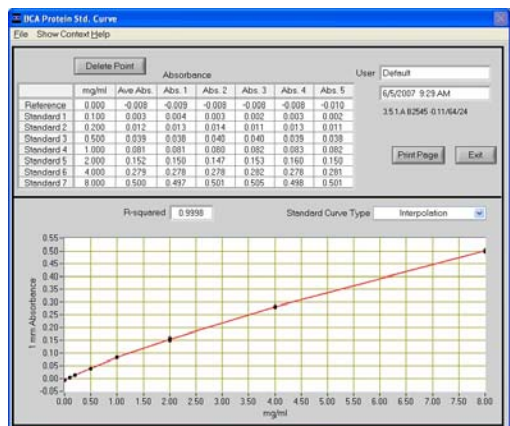 BCA Protein Std. Curve
File Show Context Help
Delete Point
Absorbance
User Default
6/5/2007 9:29 AM
3.5.1 A B2545 0.11/64/24
mg/ml Ave Abs. Abs. 1 Abs. 2 Abs. 3 Abs. 4 Abs. 5
Reference 0.000 -0.008 -0.009 -0.008 -0.008 -0.008 -0.010
Standard 1 0.100 0.003 0.004 0.003 0.002 0.003 0.002
Standard 2 0.200 0.012 0.013 0.014 0.011 0.013 0.011
Standard 3 0.500 0.039 0.038 0.040 0.040 0.039 0.038
Standard 4 1.000 0.081 0.081 0.080 0.082 0.083 0.082
Standard 5 2.000 0.152 0.150 0.147 0.153 0.160 0.150
Standard 6 4.000 0.279 0.278 0.278 0.282 0.278 0.281
Standard 7 8.000 0.500 0.497 0.501 0.505 0.498 0.501
Print Page Exit
R-squared 0.9998 Standard Curve Type Interpolation
1 mm Absorbance
0.55
0.50
0.45
0.40
0.35
0.30
0.25
0.20
0.15
0.10
0.05
0.00
-0.05
0.00 0.50 1.00 1.50 2.00 2.50 3.00 3.50 4.00 4.50 5.00 5.50 6.00 6.50 7.00 7.50 8.00
mg/ml